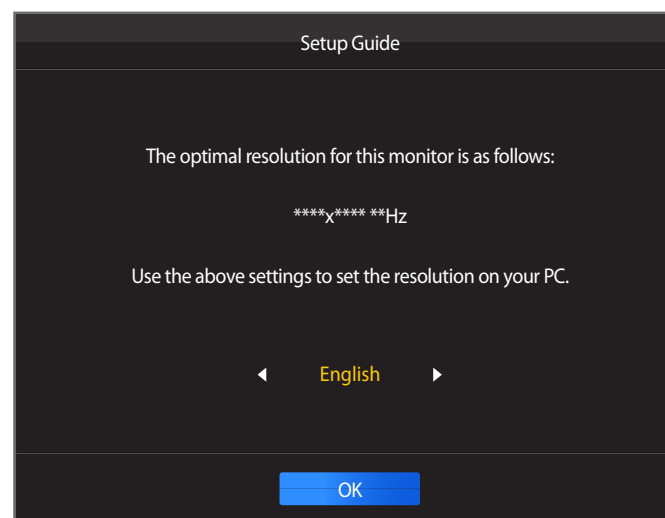 Setup Guide
The optimal resolution for this monitor is as follows:
****x**** **Hz
Use the above settings to set the resolution on your PC.
English
OK